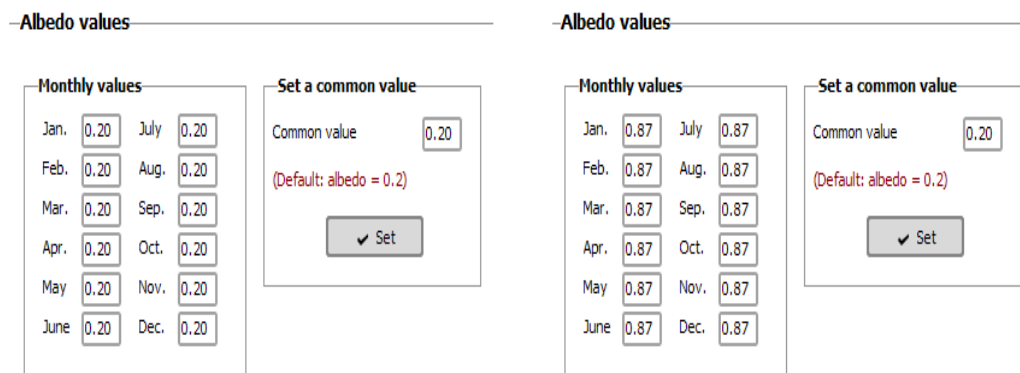 Albedo values
Monthly values
Jan. 0.20 July 0.20
Feb. 0.20 Aug. 0.20
Mar. 0.20 Sep. 0.20
Apr. 0.20 Oct. 0.20
May 0.20 Nov. 0.20
June 0.20 Dec. 0.20
Set a common value
Common value 0.20
(Default: albedo = 0.2)
Set
Albedo values
Monthly values
Jan. 0.87 July 0.87
Feb. 0.87 Aug. 0.87
Mar. 0.87 Sep. 0.87
Apr. 0.87 Oct. 0.87
May 0.87 Nov. 0.87
June 0.87 Dec. 0.87
Set a common value
Common value 0.20
(Default: albedo = 0.2)
Set